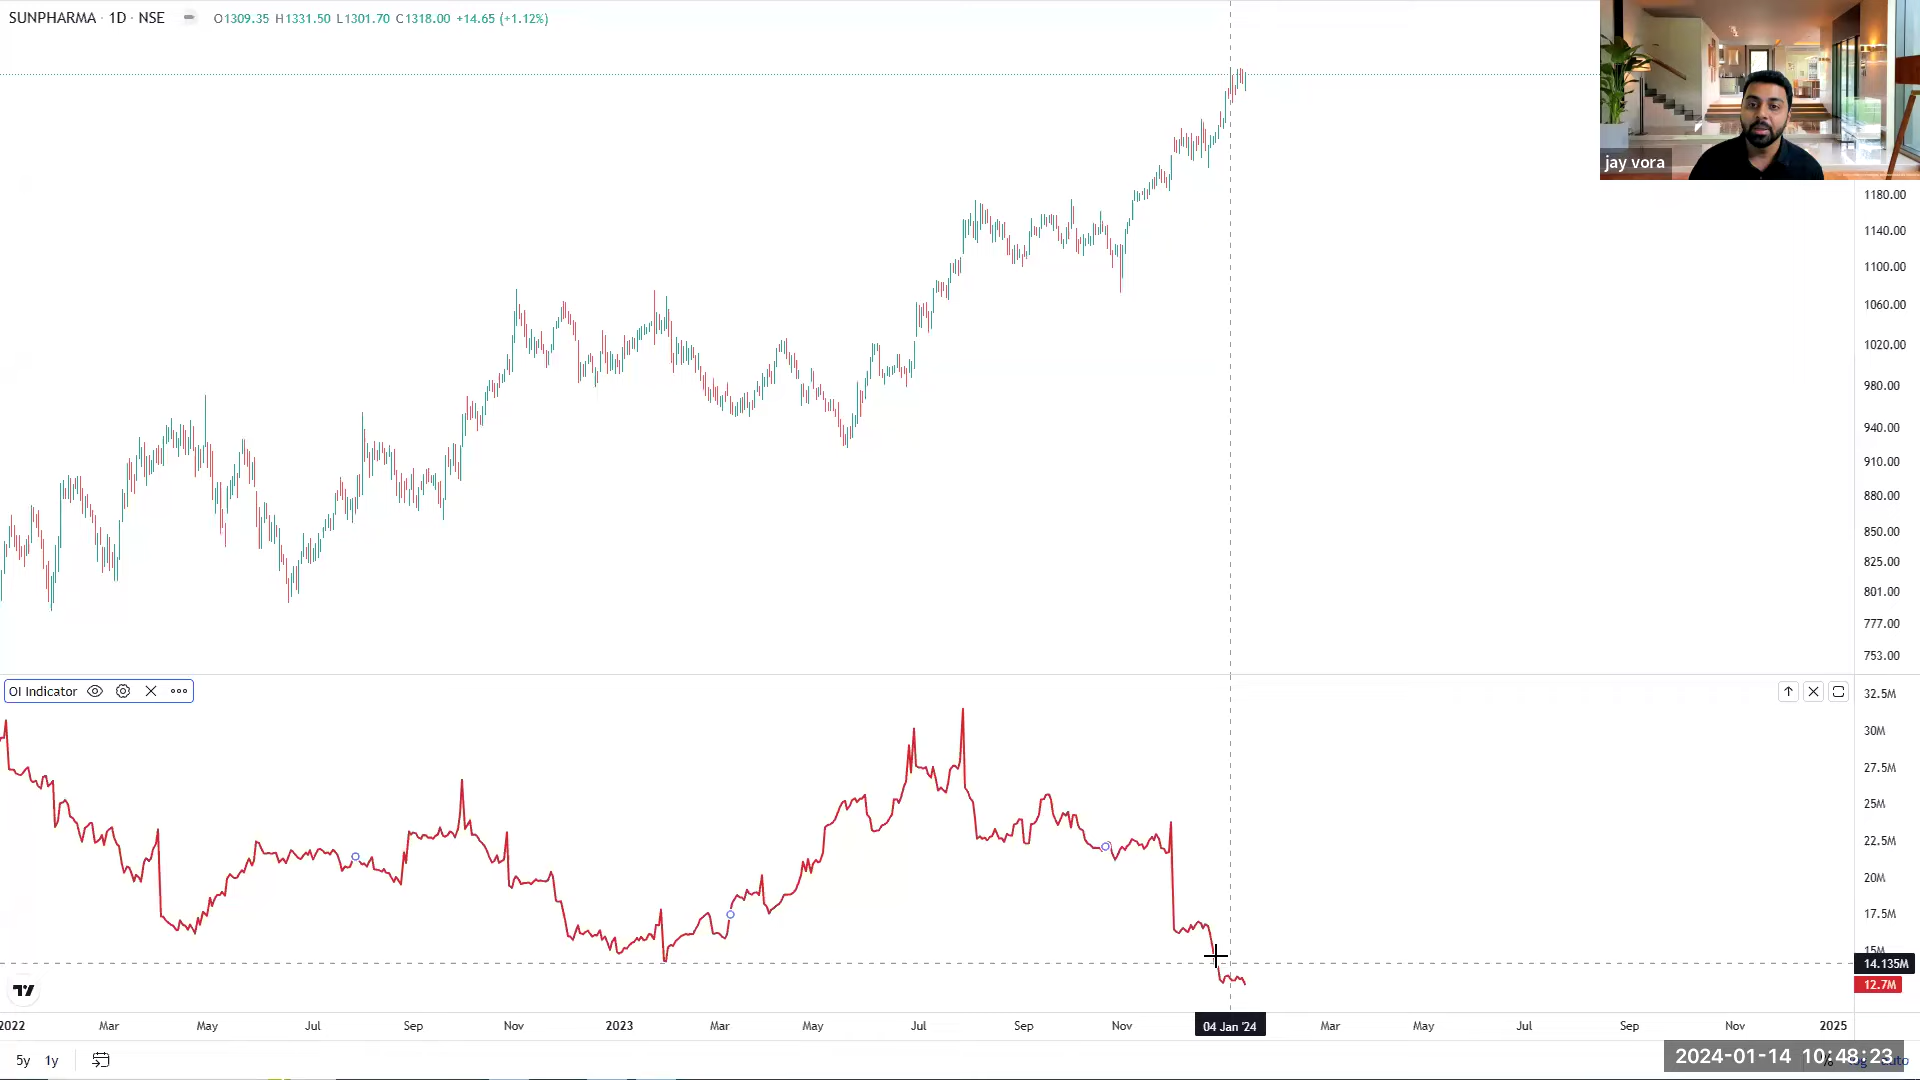 SUNPHARMA · 1D · NSE O1309.35 H1331.50 L1301.70 C1318.00 +14.65 (+1.12%)
jay vora
1180.00
1140.00
1100.00
1060.00
1020.00
980.00
940.00
910.00
880.00
850.00
825.00
801.00
777.00
753.00
OI Indicator
32.5M
30M
27.5M
25M
22.5M
20M
17.5M
15M
14.135M
12.7M
2022 Mar May Jul Sep Nov 2023 Mar May Jul Sep Nov 04 Jan '24 Mar May Jul Sep Nov 2025
5y 1y
2024-01-14 10:48:23